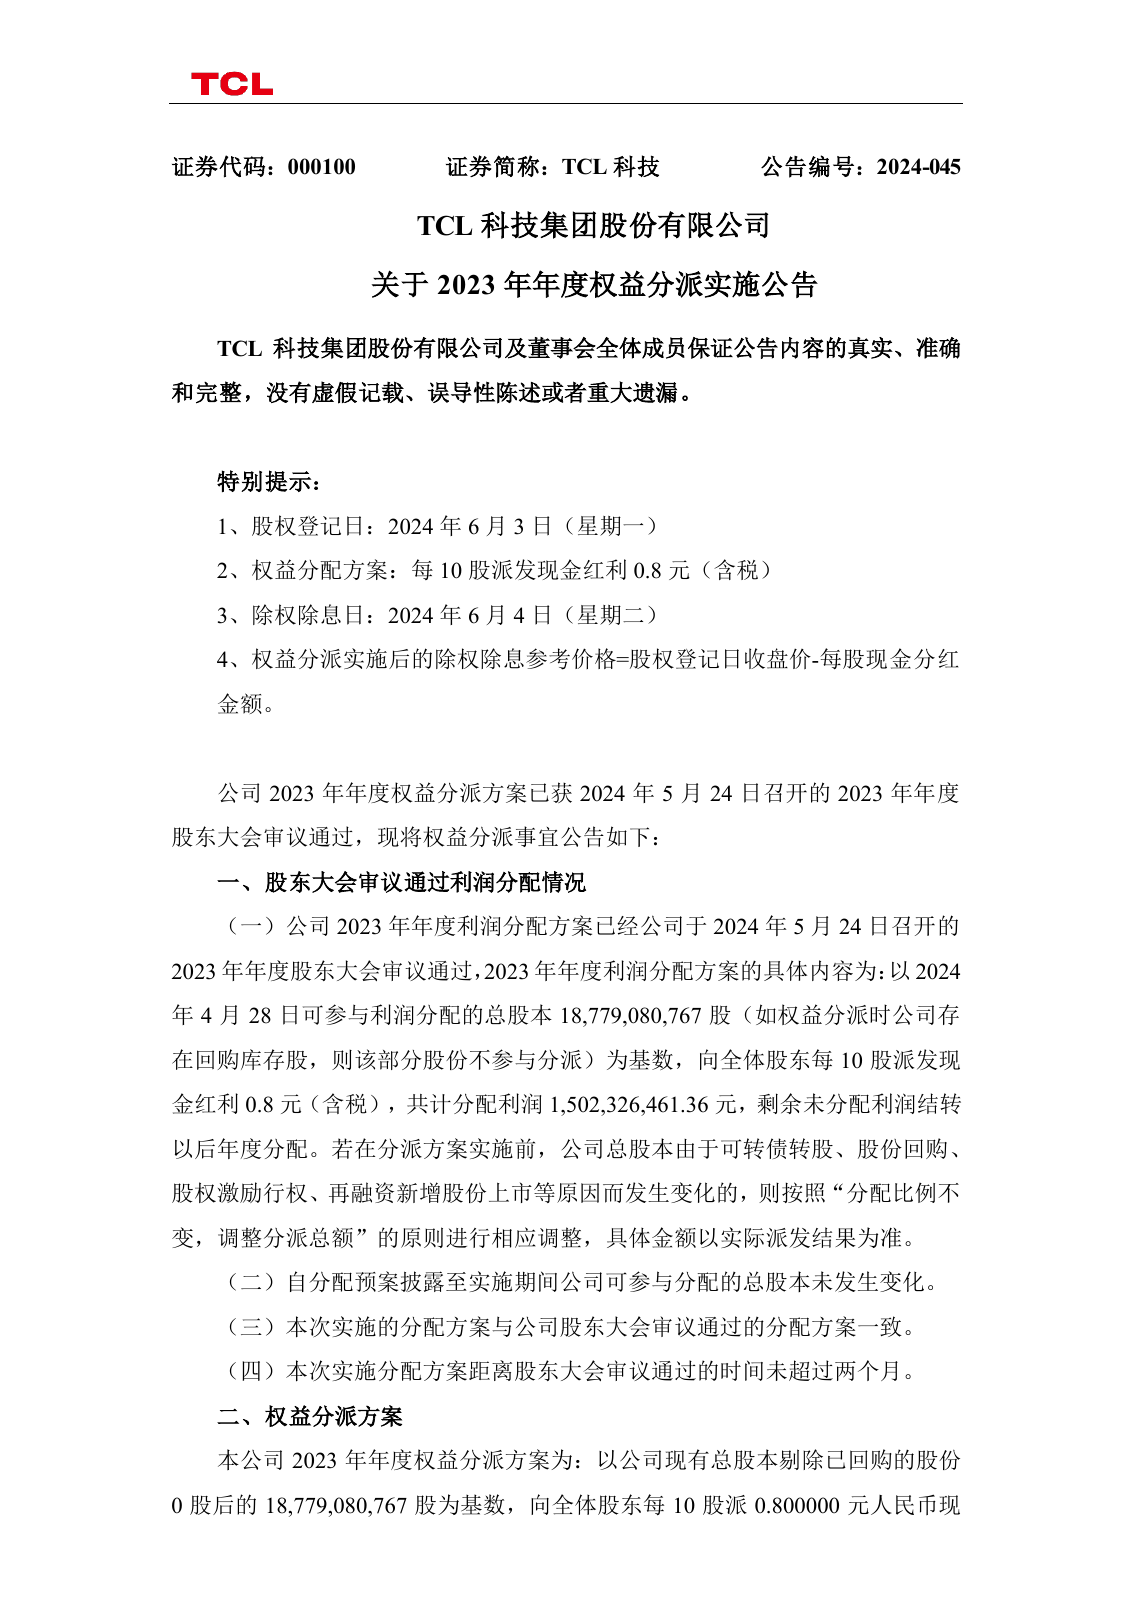 TCL
证券代码：000100 证券简称：TCL 科技 公告编号：2024-045
TCL 科技集团股份有限公司
关于 2023 年年度权益分派实施公告
TCL 科技集团股份有限公司及董事会全体成员保证公告内容的真实、准确
和完整，没有虚假记载、误导性陈述或者重大遗漏。
特别提示：
1、股权登记日：2024 年 6 月 3 日（星期一）
2、权益分配方案：每 10 股派发现金红利 0.8 元（含税）
3、除权除息日：2024 年 6 月 4 日（星期二）
4、权益分派实施后的除权除息参考价格=股权登记日收盘价-每股现金分红
金额。
公司 2023 年年度权益分派方案已获 2024 年 5 月 24 日召开的 2023 年年度
股东大会审议通过，现将权益分派事宜公告如下：
一、股东大会审议通过利润分配情况
（一）公司 2023 年年度利润分配方案已经公司于 2024 年 5 月 24 日召开的
2023 年年度股东大会审议通过，2023 年年度利润分配方案的具体内容为：以 2024
年 4 月 28 日可参与利润分配的总股本 18,779,080,767 股（如权益分派时公司存
在回购库存股，则该部分股份不参与分派）为基数，向全体股东每 10 股派发现
金红利 0.8 元（含税），共计分配利润 1,502,326,461.36 元，剩余未分配利润结转
以后年度分配。若在分派方案实施前，公司总股本由于可转债转股、股份回购、
股权激励行权、再融资新增股份上市等原因而发生变化的，则按照“分配比例不
变，调整分派总额”的原则进行相应调整，具体金额以实际派发结果为准。
（二）自分配预案披露至实施期间公司可参与分配的总股本未发生变化。
（三）本次实施的分配方案与公司股东大会审议通过的分配方案一致。
（四）本次实施分配方案距离股东大会审议通过的时间未超过两个月。
二、权益分派方案
本公司 2023 年年度权益分派方案为：以公司现有总股本剔除已回购的股份
0 股后的 18,779,080,767 股为基数，向全体股东每 10 股派 0.800000 元人民币现